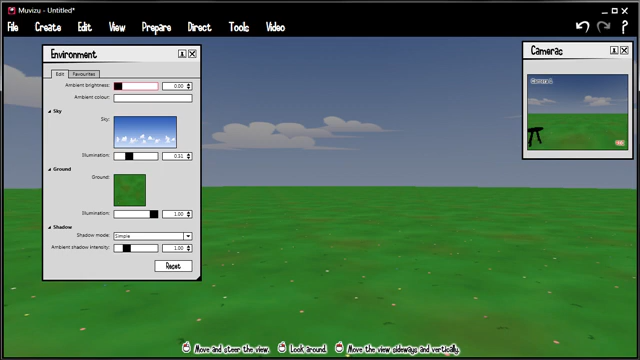 Muvizu - Untitled*
File Create Edit View Prepare Direct Tools Video
Environment
Edit Favourites
Ambient brightness: 0.00
Ambient colour:
Sky
Sky:
Illumination: 0.31
Ground
Ground:
Illumination: 1.00
Shadow
Shadow mode: Simple
Ambient shadow intensity: 1.00
Reset
Cameras
Move and steer the view. Look around. Move the view sideways and vertically.